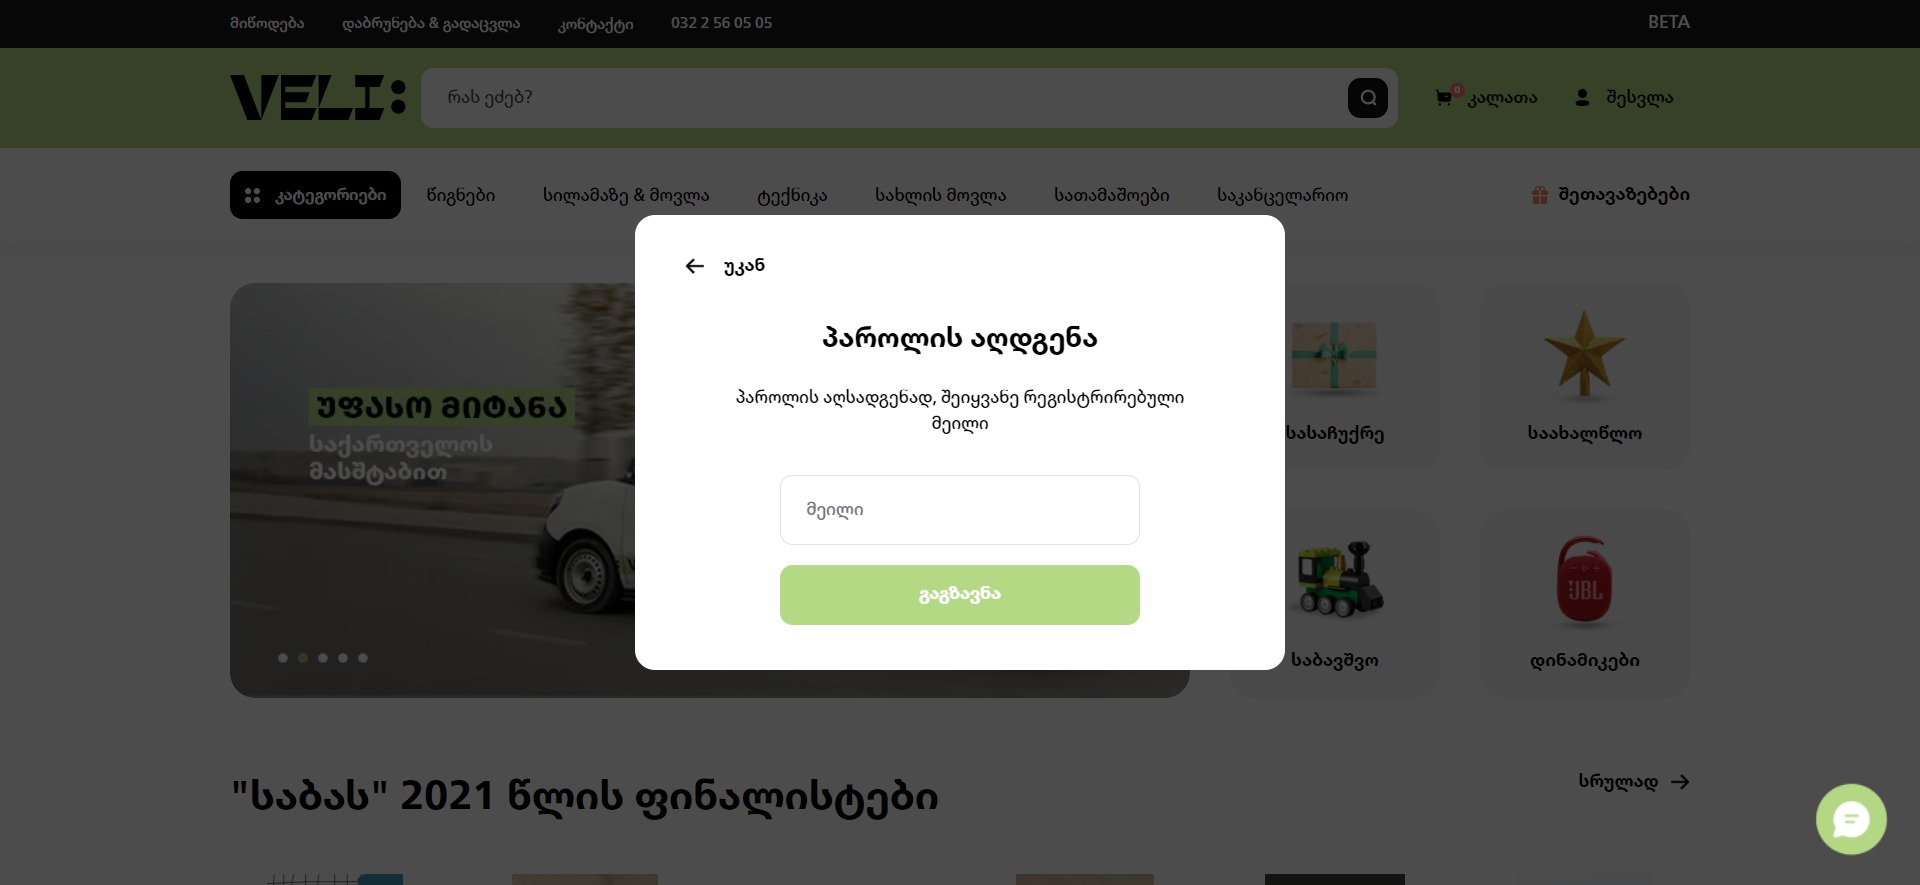 მიწოდება დაბრუნება & გადაცვლა კონტაქტი 032 2 56 05 05 BETA
VELI: რას ეძებ? 0 კალათა შესვლა
კატეგორიები წიგნები სილამაზე & მოვლა ტექნიკა სახლის მოვლა სათამაშოები საკანცელარიო შეთავაზებები
უკან
პაროლის აღდგენა
პაროლის აღსადგენად, შეიყვანე რეგისტრირებული
მეილი
მეილი
გაგზავნა
უფასო მიტანა
საქართველოს
მასშტაბით
სასაჩუქრე საახალწლო
JBL
საბავშვო დინამიკები
"საბას" 2021 წლის ფინალისტები სრულად